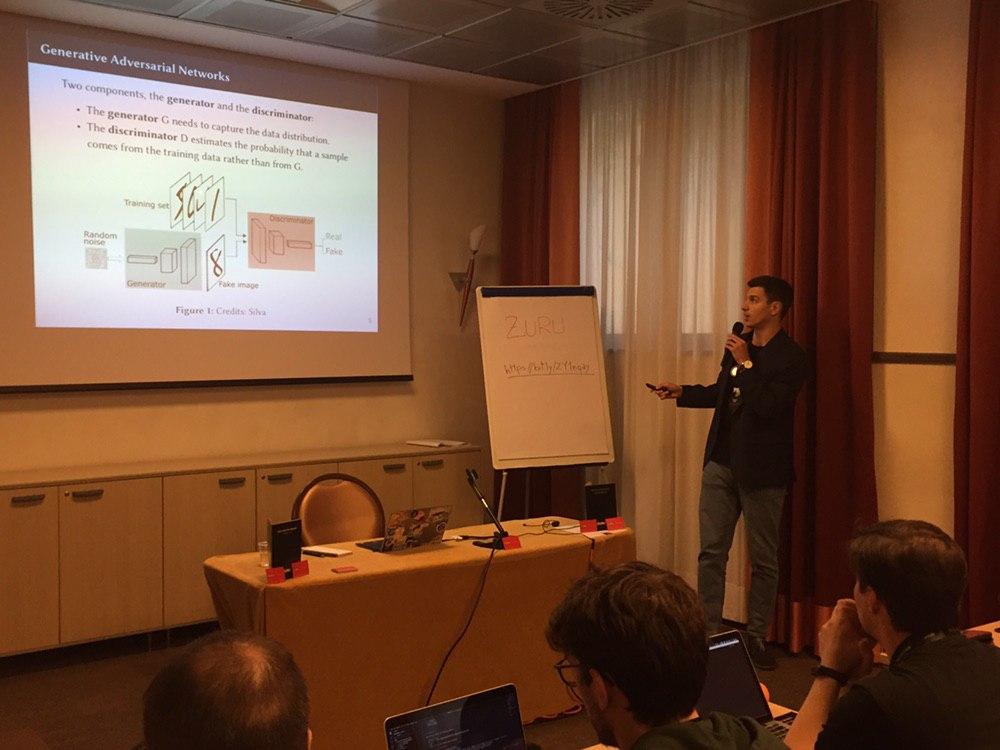 Generative Adversarial Networks
Two components, the generator and the discriminator:
• The generator G needs to capture the data distribution.
• The discriminator D estimates the probability that a sample
comes from the training data rather than from G.
Training set
Discriminator
Random
noise
Real
Fake
8
Generator
Fake image
Figure 1: Credits: Silva
ZURU